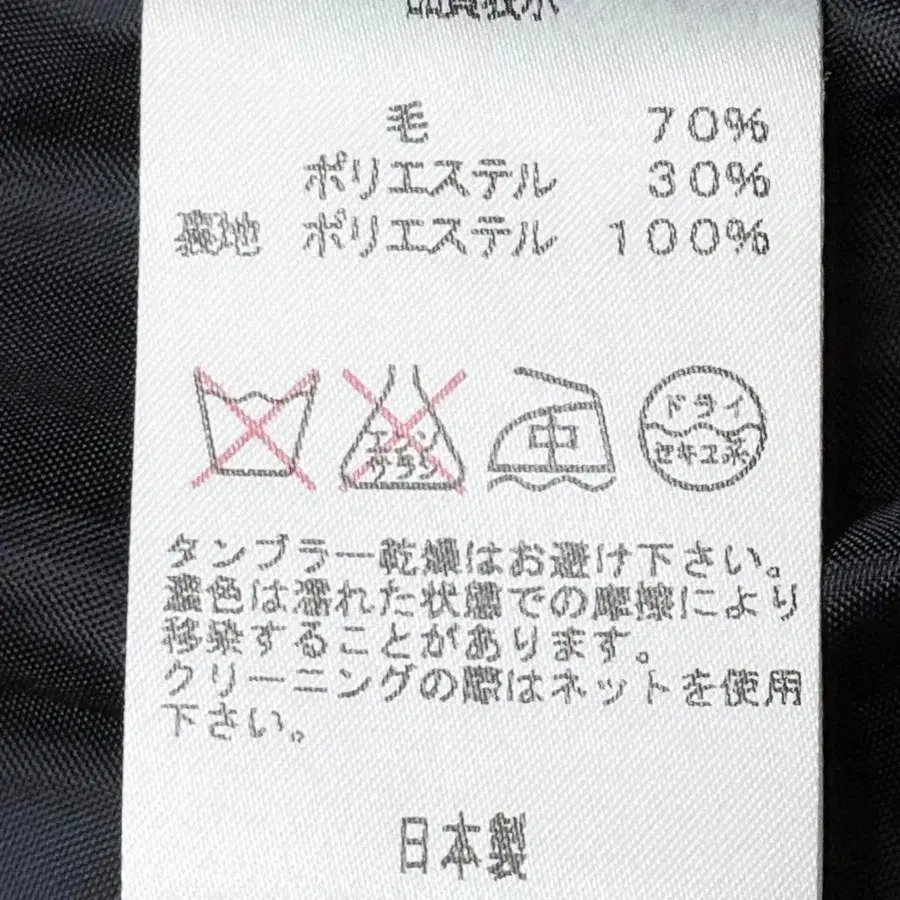 品質表示
毛 70%
ポリエステル 30%
裏地 ポリエステル 100%
エンソ
サラシ
中
ドライ
セキユ系
タンブラー乾燥はお避け下さい。
濃色は濡れた状態での摩擦により
移染することがあります。
クリーニングの際はネットを使用
下さい。
日本製